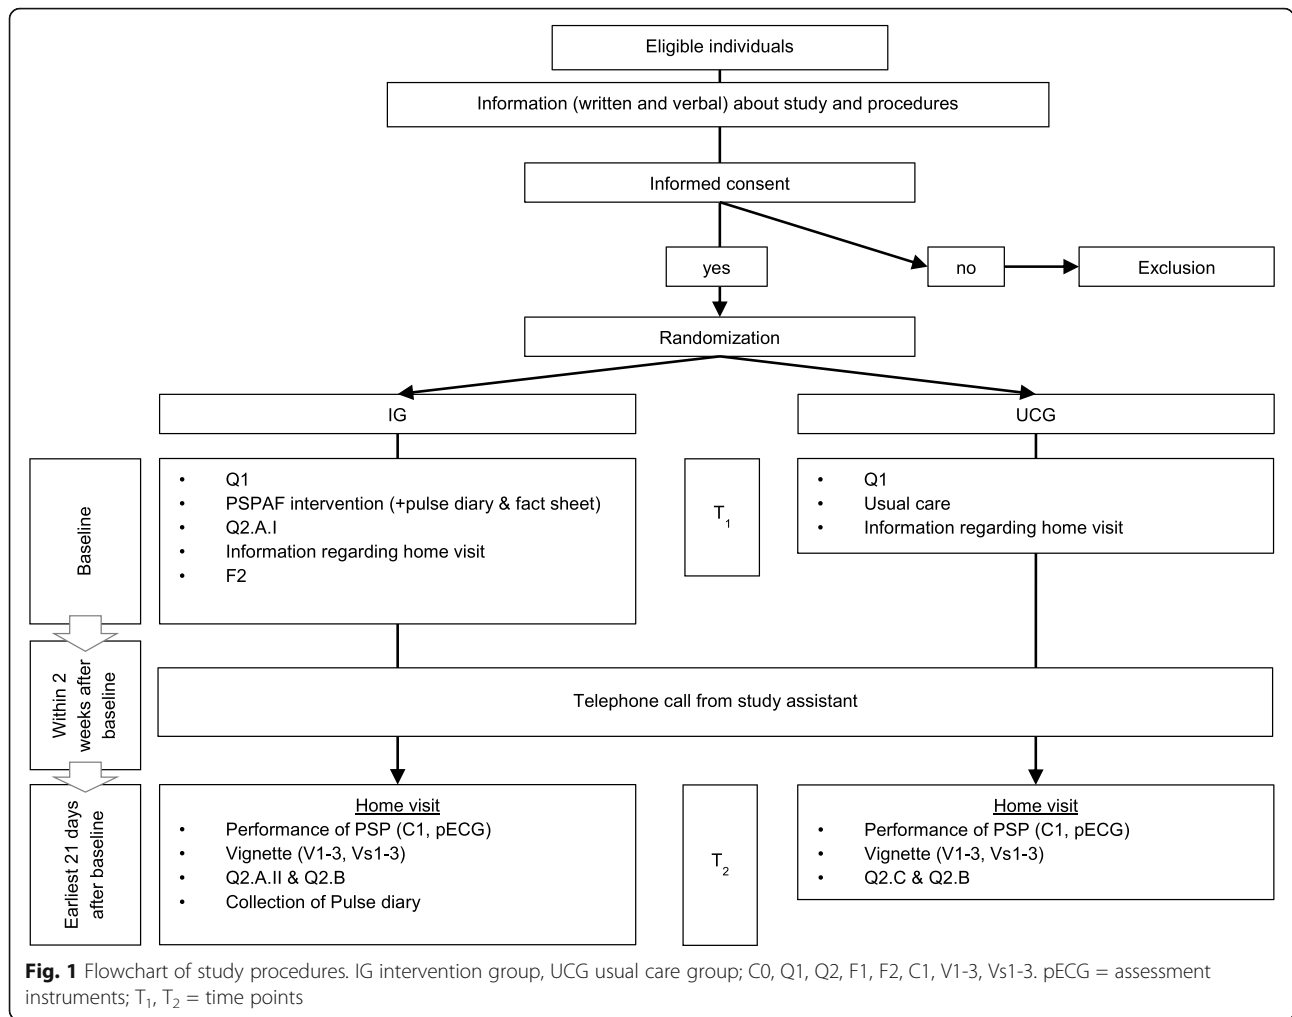 Eligible individuals
Information (written and verbal) about study and procedures
Informed consent
yes
no
Exclusion
Randomization
IG
UCG
Baseline
• Q1
• PSPAF intervention (+pulse diary & fact sheet)
• Q2.A.I
• Information regarding home visit
• F2
T1
• Q1
• Usual care
• Information regarding home visit
Within 2
weeks after
baseline
Telephone call from study assistant
Earliest 21 days
after baseline
Home visit
• Performance of PSP (C1, pECG)
• Vignette (V1-3, Vs1-3)
• Q2.A.II & Q2.B
• Collection of Pulse diary
T2
Home visit
• Performance of PSP (C1, pECG)
• Vignette (V1-3, Vs1-3)
• Q2.C & Q2.B
Fig. 1 Flowchart of study procedures. IG intervention group, UCG usual care group; C0, Q1, Q2, F1, F2, C1, V1-3, Vs1-3. pECG = assessment
instruments; T1, T2 = time points